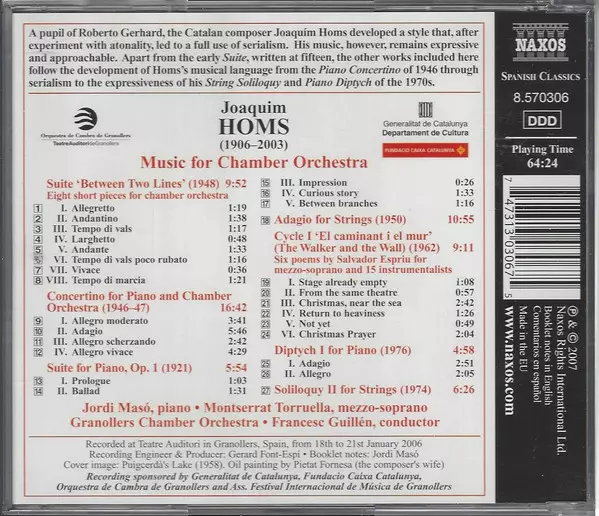 A pupil of Roberto Gerhard, the Catalan composer Joaquím Homs developed a style that, after
experiment with atonality, led to a full use of serialism. His music, however, remains expressive
and approachable. Apart from the early Suite, written at fifteen, the other works included here
follow the development of Homs's musical language from the Piano Concertino of 1946 through
serialism to the expressiveness of his String Soliloquy and Piano Diptych of the 1970s.
Orquestra de Cambra de Granollers
TeatreAuditorideGranollers
Joaquim
HOMS
(1906–2003)
Generalitat de Catalunya
Departament de Cultura
FUNDACIÓ CAIXA CATALUNYA
Music for Chamber Orchestra
Suite 'Between Two Lines' (1948) 9:52
Eight short pieces for chamber orchestra
1 I. Allegretto 1:19
2 II. Andantino 1:38
3 III. Tempo di vals 1:17
4 IV. Larghetto 0:48
5 V. Andante 1:33
6 VI. Tempo di vals poco rubato 1:16
7 VII. Vivace 0:36
8 VIII. Tempo di marcia 1:21
Concertino for Piano and Chamber
Orchestra (1946–47) 16:42
9 I. Allegro moderato 3:41
10 II. Adagio 5:46
11 III. Allegro scherzando 2:42
12 IV. Allegro vivace 4:29
Suite for Piano, Op. 1 (1921) 5:54
13 I. Prologue 1:03
14 II. Ballad 1:31
15 III. Impression 0:26
16 IV. Curious story 1:33
17 V. Between branches 1:16
18 Adagio for Strings (1950) 10:55
Cycle I 'El caminant i el mur'
(The Walker and the Wall) (1962) 9:11
Six poems by Salvador Espriu for
mezzo-soprano and 15 instrumentalists
19 I. Stage already empty 1:08
20 II. From the same theatre 0:57
21 III. Christmas, near the sea 2:42
22 IV. Return to heaviness 1:26
23 V. Not yet 0:49
24 VI. Christmas Prayer 2:04
Diptych I for Piano (1976) 4:58
25 I. Adagio 2:51
26 II. Allegro 2:05
27 Soliloquy II for Strings (1974) 6:26
Jordi Masó, piano • Montserrat Torruella, mezzo-soprano
Granollers Chamber Orchestra • Francesc Guillén, conductor
Recorded at Teatre Auditori in Granollers, Spain, from 18th to 21st January 2006
Recording Engineer & Producer: Gerard Font-Espí • Booklet notes: Jordi Masó
Cover image: Puigcerdà's Lake (1958). Oil painting by Pietat Fornesa (the composer's wife)
Recording sponsored by Generalitat de Catalunya, Fundacio Caixa Catalunya,
Orquestra de Cambra de Granollers and Ass. Festival Internacional de Música de Granollers
NAXOS
SPANISH CLASSICS
8.570306
DDD
Playing Time
64:24
7 47313 03067 5
℗ & © 2007
Naxos Rights International Ltd.
Booklet notes in English
Comentarios en español
Made in the EU
www.naxos.com